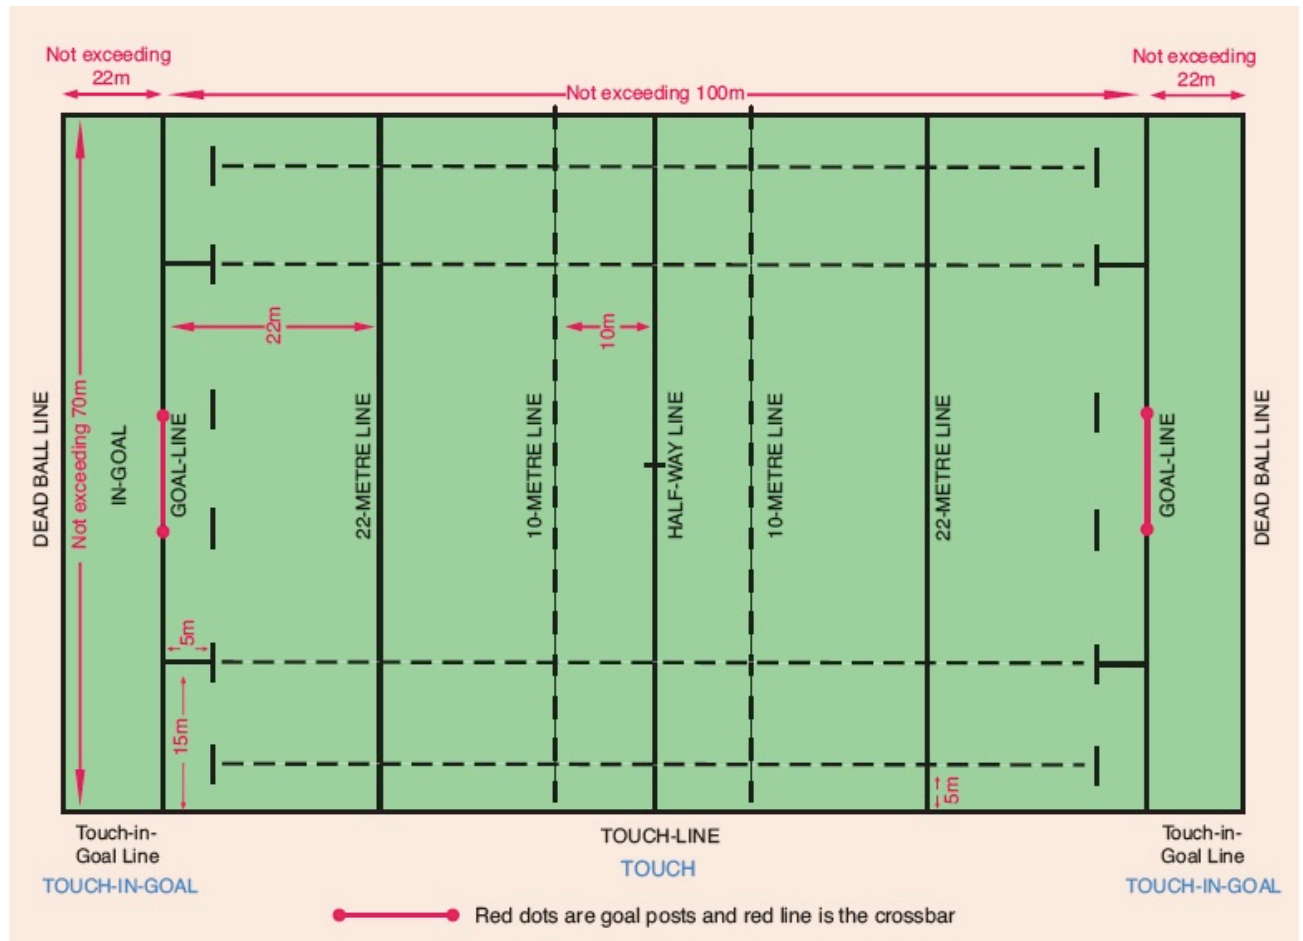 Not exceeding
22m
Not exceeding 100m
Not exceeding
22m
22m
10m
DEAD BALL LINE
Not exceeding 70m
IN-GOAL
GOAL-LINE
22-METRE LINE
10-METRE LINE
HALF-WAY LINE
10-METRE LINE
22-METRE LINE
GOAL-LINE
DEAD BALL LINE
5m
15m
5m
Touch-in-
Goal Line
TOUCH-IN-GOAL
TOUCH-LINE
TOUCH
Touch-in-
Goal Line
TOUCH-IN-GOAL
Red dots are goal posts and red line is the crossbar